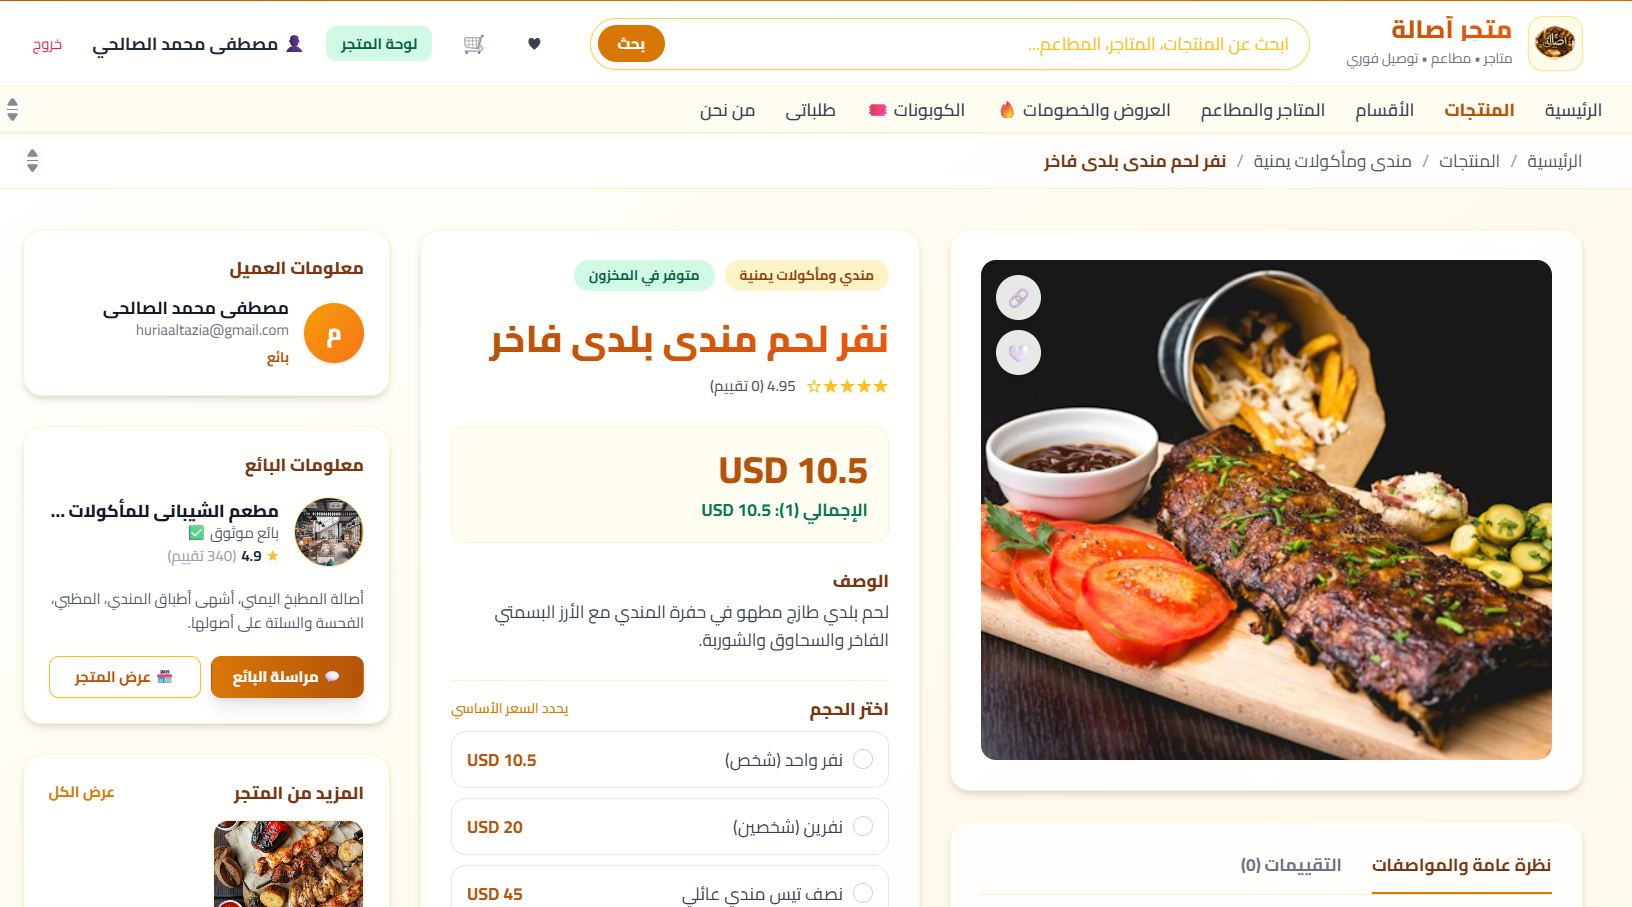 متجر أصالة
متاجر • مطاعم • توصيل فوري
ابحث عن المنتجات، المتاجر، المطاعم...
بحث
لوحة المتجر
مصطفى محمد الصالحي
خروج
الرئيسية
المنتجات
الأقسام
المتاجر والمطاعم
العروض والخصومات
الكوبونات
طلباتي
من نحن
الرئيسية / المنتجات / مندي ومأكولات يمنية / نفر لحم مندي بلدي فاخر
مندي ومأكولات يمنية
متوفر في المخزون
نفر لحم مندي بلدي فاخر
★★★★☆ 4.95 (0 تقييم)
10.5 USD
الإجمالي (1): 10.5 USD
الوصف
لحم بلدي طازج مطهو في حفرة المندي مع الأرز البسمتي
الفاخر والسحاوق والشوربة.
اختر الحجم
يحدد السعر الأساسي
نفر واحد (شخص)
10.5 USD
نفرين (شخصين)
20 USD
نصف تيس مندي عائلي
45 USD
نظرة عامة والمواصفات
التقييمات (0)
معلومات العميل
م
مصطفى محمد الصالحي
huriaaltazia@gmail.com
بائع
معلومات البائع
مطعم الشيباني للمأكولات ...
بائع موثوق ✅
★ 4.9 (340 تقييم)
أصالة المطبخ اليمني، أشهى أطباق المندي، المظبي،
الفحسة والسلتة على أصولها.
مراسلة البائع
عرض المتجر
المزيد من المتجر
عرض الكل